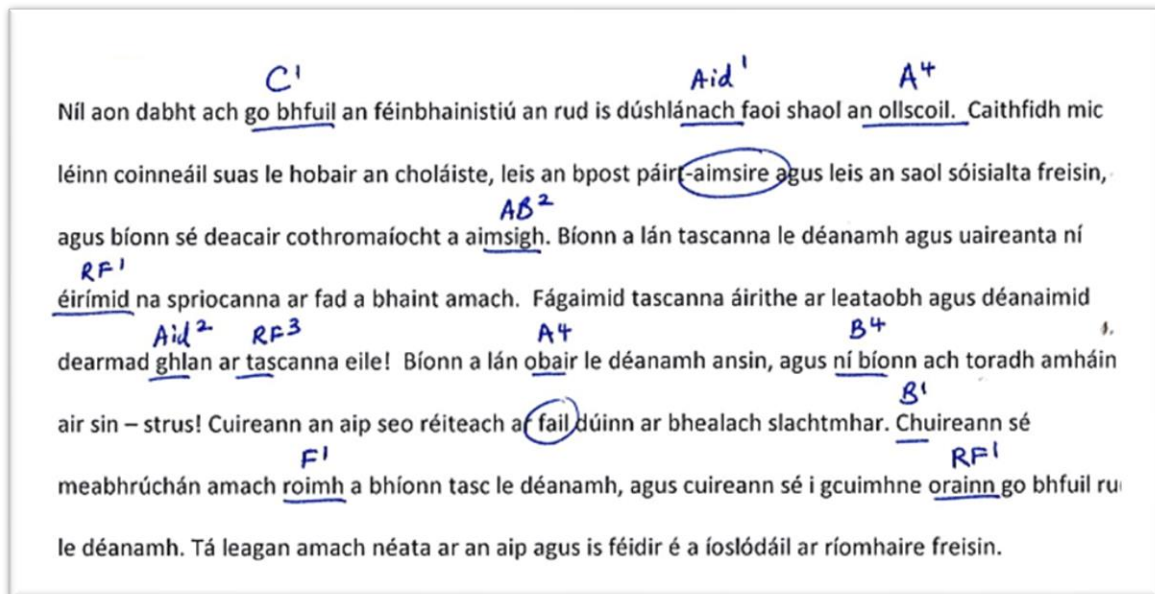 C¹ Aid¹ A⁴
Níl aon dabht ach go bhfuil an féinbhainistiú an rud is dúshlánach faoi shaol an ollscoil. Caithfidh mic
léinn coinneáil suas le hobair an choláiste, leis an bpost páirt-aimsire agus leis an saol sóisialta freisin,
AB²
agus bíonn sé deacair cothromaíocht a aimsigh. Bíonn a lán tascanna le déanamh agus uaireanta ní
RF¹
éirímid na spriocanna ar fad a bhaint amach. Fágaimid tascanna áirithe ar leataobh agus déanaimid
Aid² RF³ A4 B4
dearmad ghlan ar tascanna eile! Bíonn a lán obair le déanamh ansin, agus ní bíonn ach toradh amháin
air sin – strus! Cuireann an aip seo réiteach ar fail dúinn ar bhealach slachtmhar. Chuireann sé
B¹
F¹ RF¹
meabhrúchán amach roimh a bhíonn tasc le déanamh, agus cuireann sé i gcuimhne orainn go bhfuil
le déanamh. Tá leagan amach néata ar an aip agus is féidir é a íoslódáil ar ríomhaire freisin.